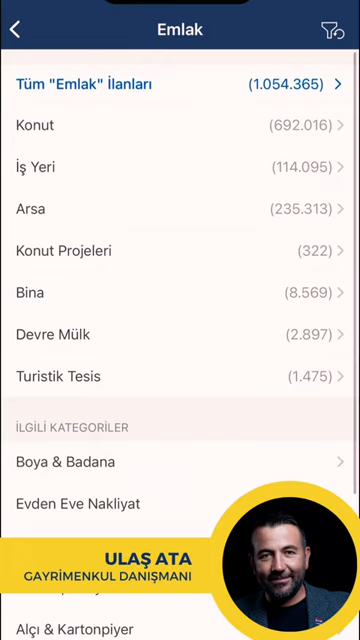 Emlak
Tüm "Emlak" İlanları (1.054.365)
Konut (692.016)
İş Yeri (114.095)
Arsa (235.313)
Konut Projeleri (322)
Bina (8.569)
Devre Mülk (2.897)
Turistik Tesis (1.475)
İLGİLİ KATEGORİLER
Boya & Badana
Evden Eve Nakliyat
ULAŞ ATA
GAYRİMENKUL DANIŞMANI
Alçı & Kartonpiyer